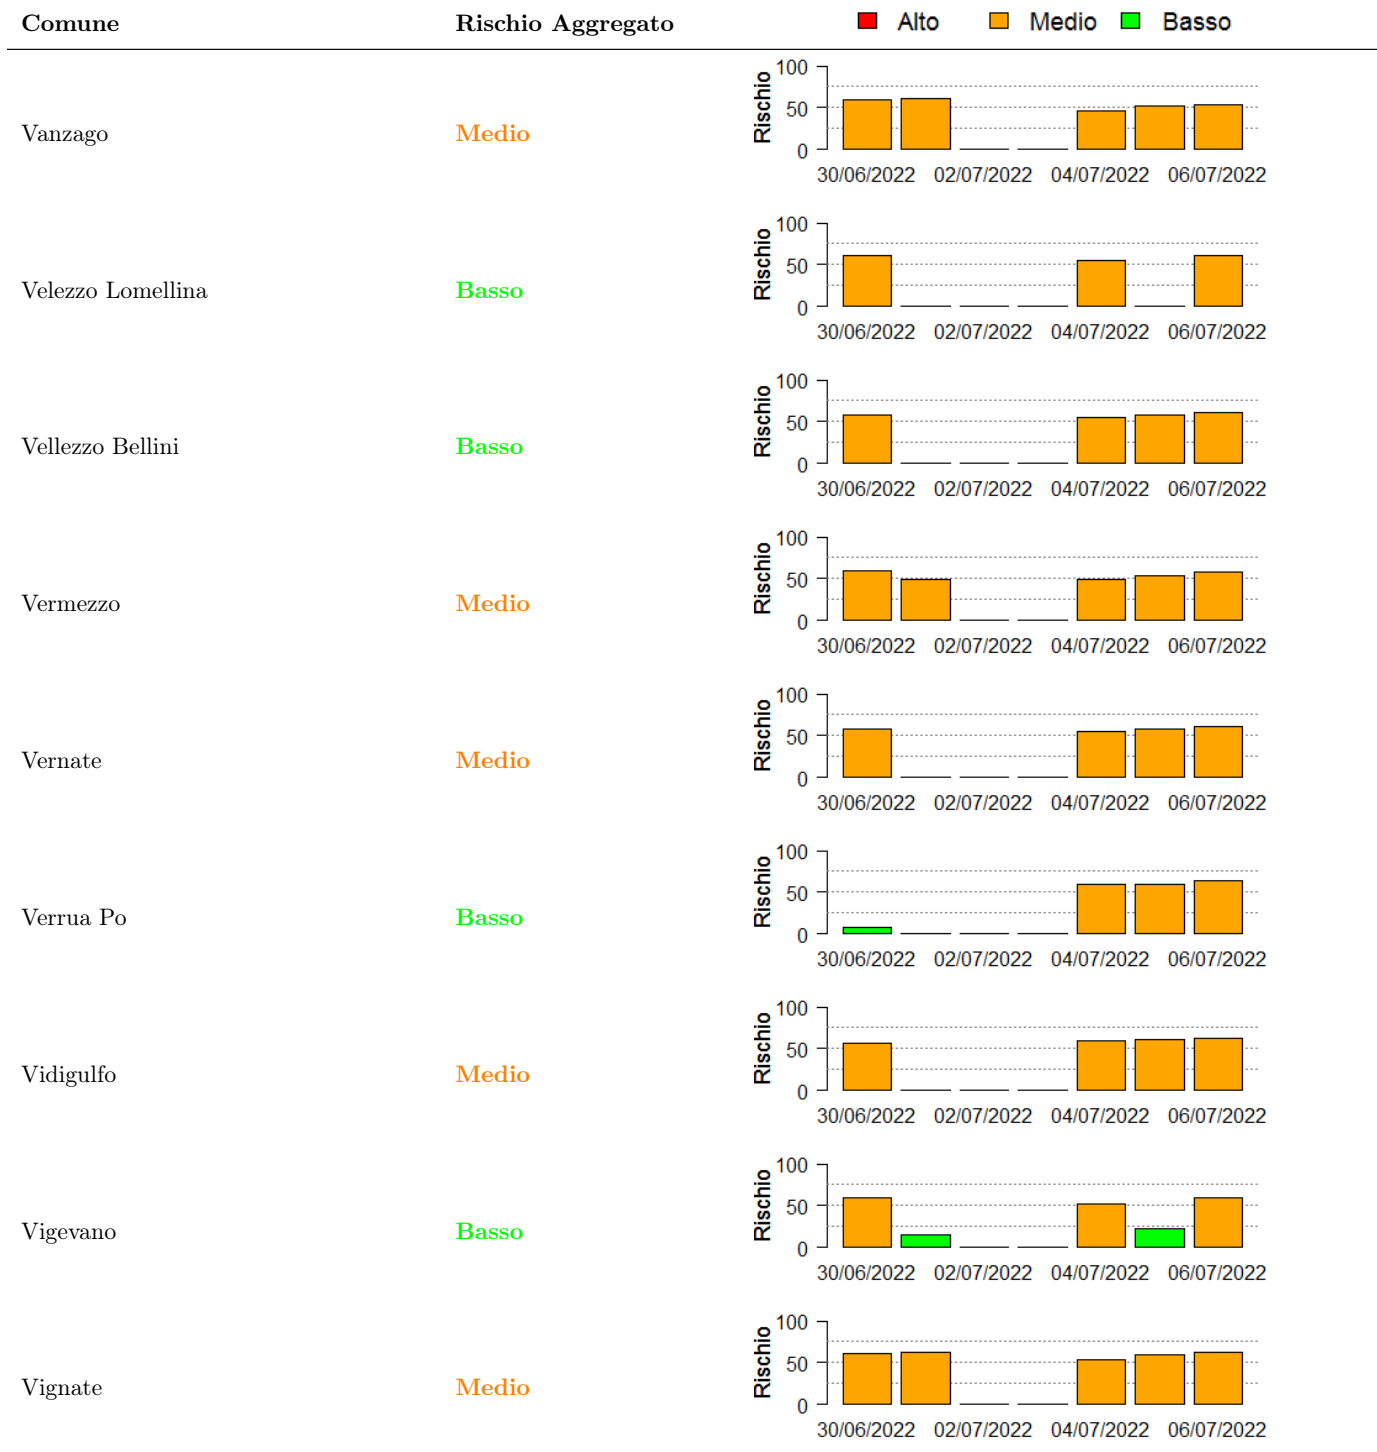 Comune Rischio Aggregato Alto Medio Basso
Vanzago Medio Rischio 100 50 0
30/06/2022 02/07/2022 04/07/2022 06/07/2022
Velezzo Lomellina Basso Rischio 100 50 0
30/06/2022 02/07/2022 04/07/2022 06/07/2022
Vellezzo Bellini Basso Rischio 100 50 0
30/06/2022 02/07/2022 04/07/2022 06/07/2022
Vermezzo Medio Rischio 100 50 0
30/06/2022 02/07/2022 04/07/2022 06/07/2022
Vernate Medio Rischio 100 50 0
30/06/2022 02/07/2022 04/07/2022 06/07/2022
Verrua Po Basso Rischio 100 50 0
30/06/2022 02/07/2022 04/07/2022 06/07/2022
Vidigulfo Medio Rischio 100 50 0
30/06/2022 02/07/2022 04/07/2022 06/07/2022
Vigevano Basso Rischio 100 50 0
30/06/2022 02/07/2022 04/07/2022 06/07/2022
Vignate Medio Rischio 100 50 0
30/06/2022 02/07/2022 04/07/2022 06/07/2022